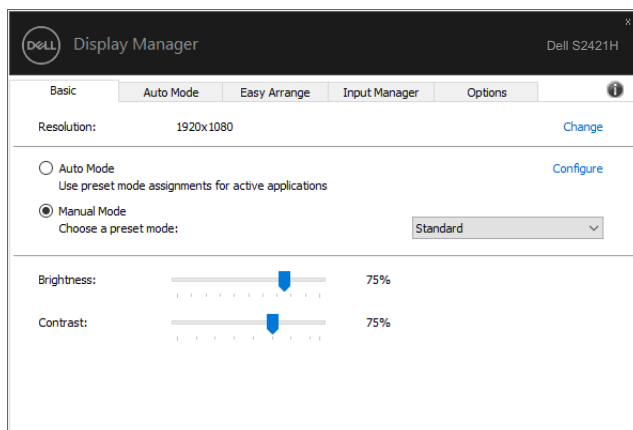 x
DELL Display Manager Dell S2421H
Basic Auto Mode Easy Arrange Input Manager Options i
Resolution: 1920x1080 Change
Auto Mode Configure
Use preset mode assignments for active applications
Manual Mode
Choose a preset mode: Standard
Brightness: 75%
Contrast: 75%